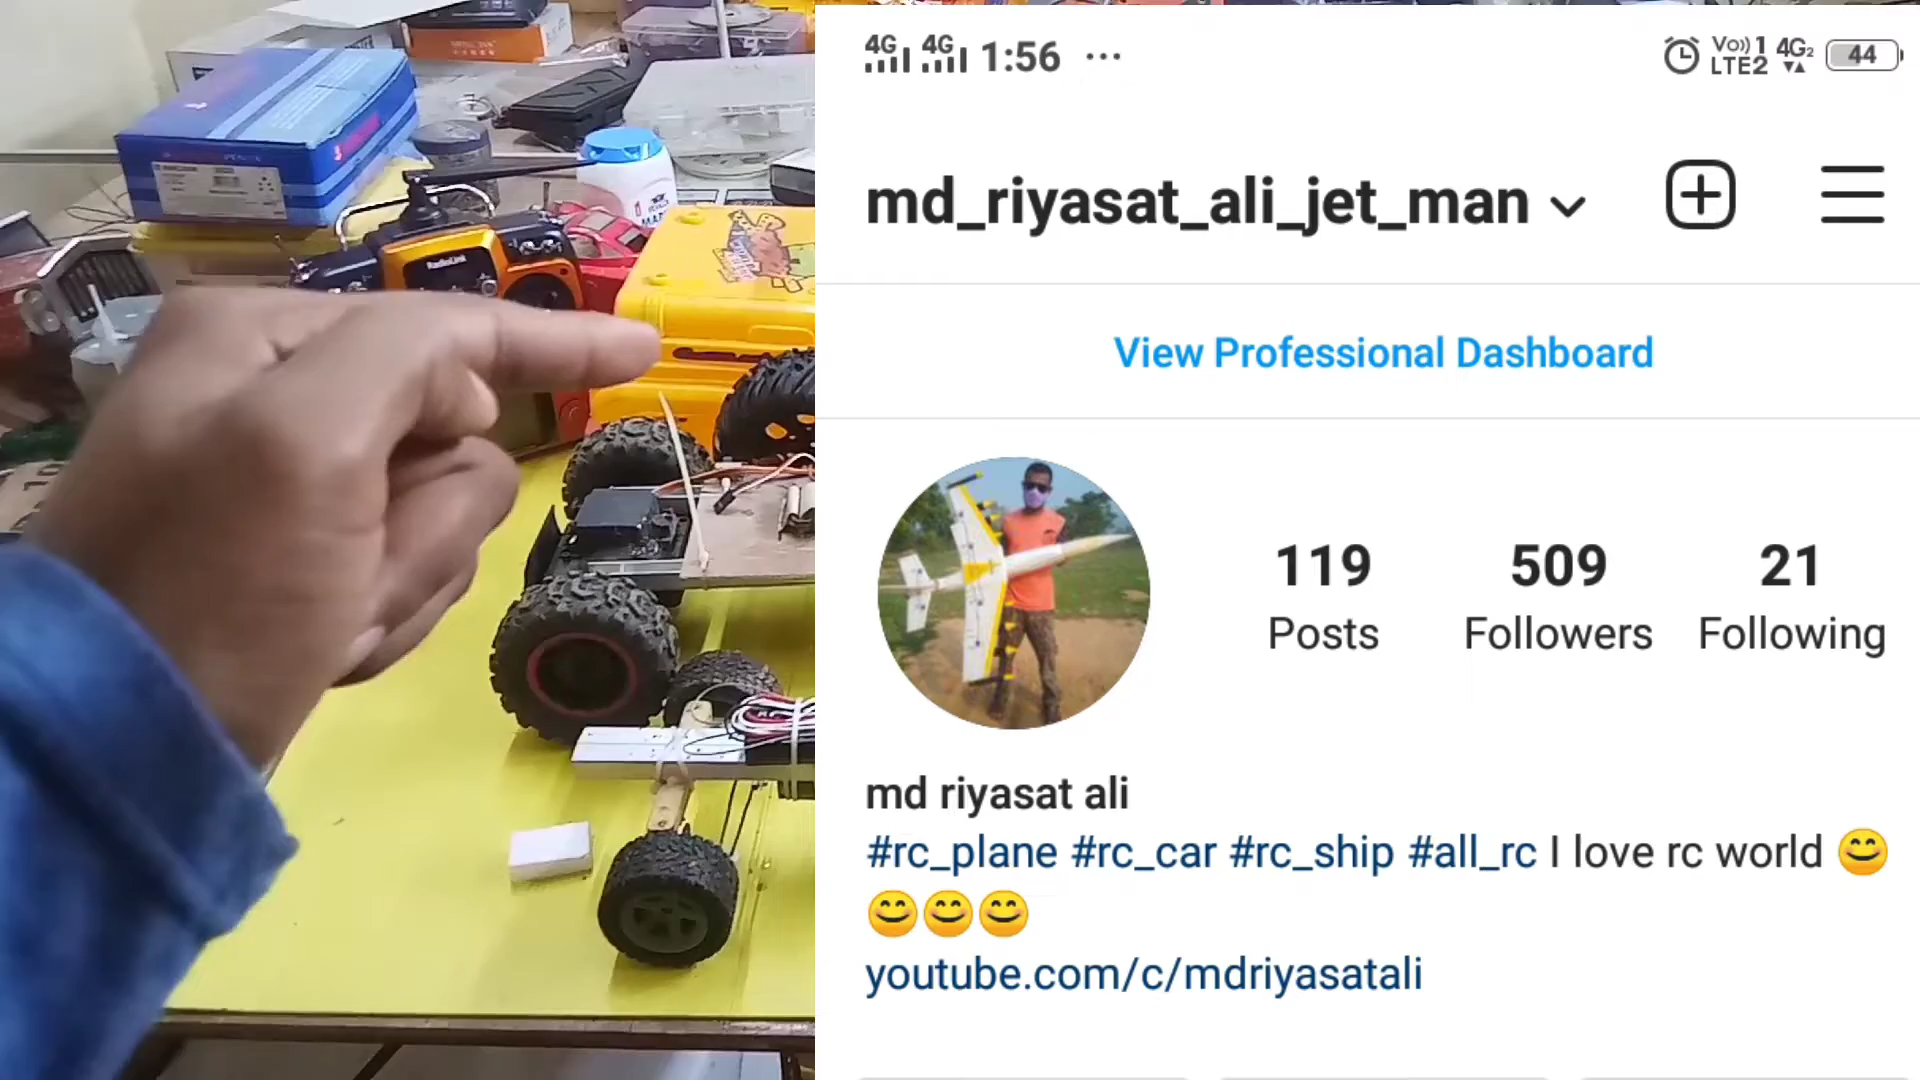 4G 4G 1:56 ...
Vo) 1 4G2
LTE2
44
md_riyasat_ali_jet_man
View Professional Dashboard
119 509 21
Posts Followers Following
md riyasat ali
#rc_plane #rc_car #rc_ship #all_rc I love rc world 😊
😊😊😊
youtube.com/c/mdriyasatali
RadioLink